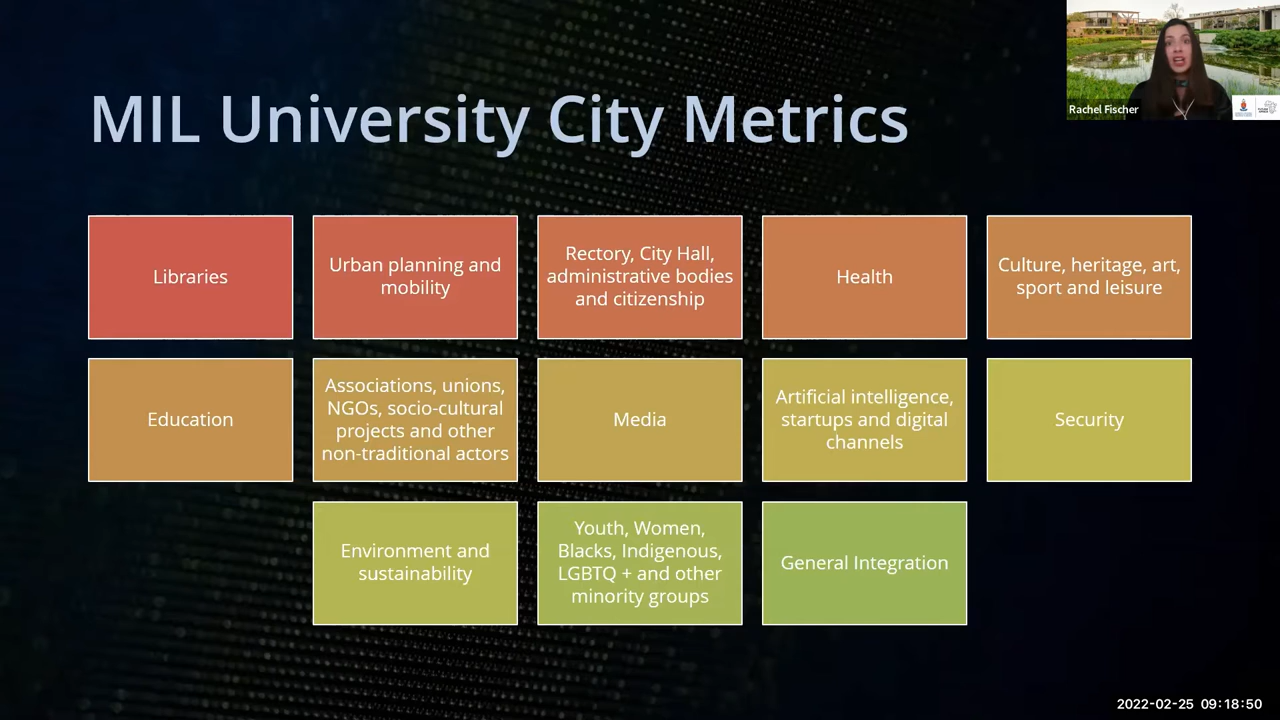 MIL University City Metrics
Rachel Fischer
Libraries
Urban planning and
mobility
Rectory, City Hall,
administrative bodies
and citizenship
Health
Culture, heritage, art,
sport and leisure
Education
Associations, unions,
NGOs, socio-cultural
projects and other
non-traditional actors
Media
Artificial intelligence,
startups and digital
channels
Security
Environment and
sustainability
Youth, Women,
Blacks, Indigenous,
LGBTQ + and other
minority groups
General Integration
2022-02-25 09:18:50